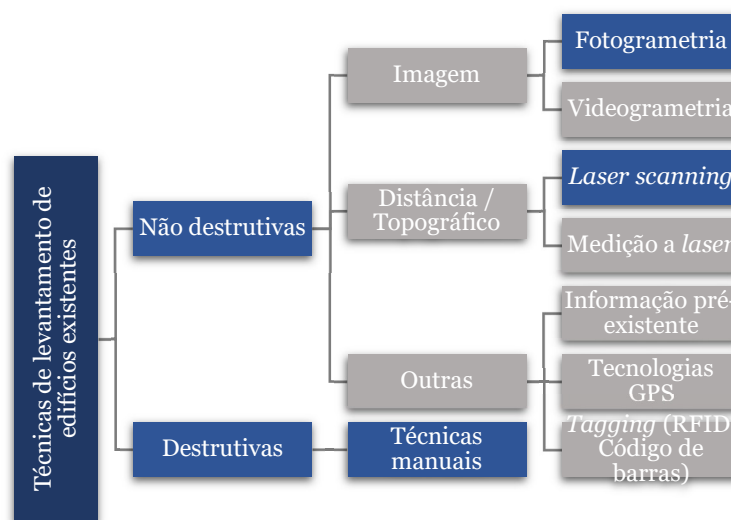 Técnicas de levantamento de
edifícios existentes
Não destrutivas
Imagem
Fotogrametria
Videogrametria
Distância /
Topográfico
Laser scanning
Medição a laser
Outras
Informação pré-
existente
Tecnologias
GPS
Tagging (RFID
Código de
barras)
Destrutivas
Técnicas
manuais